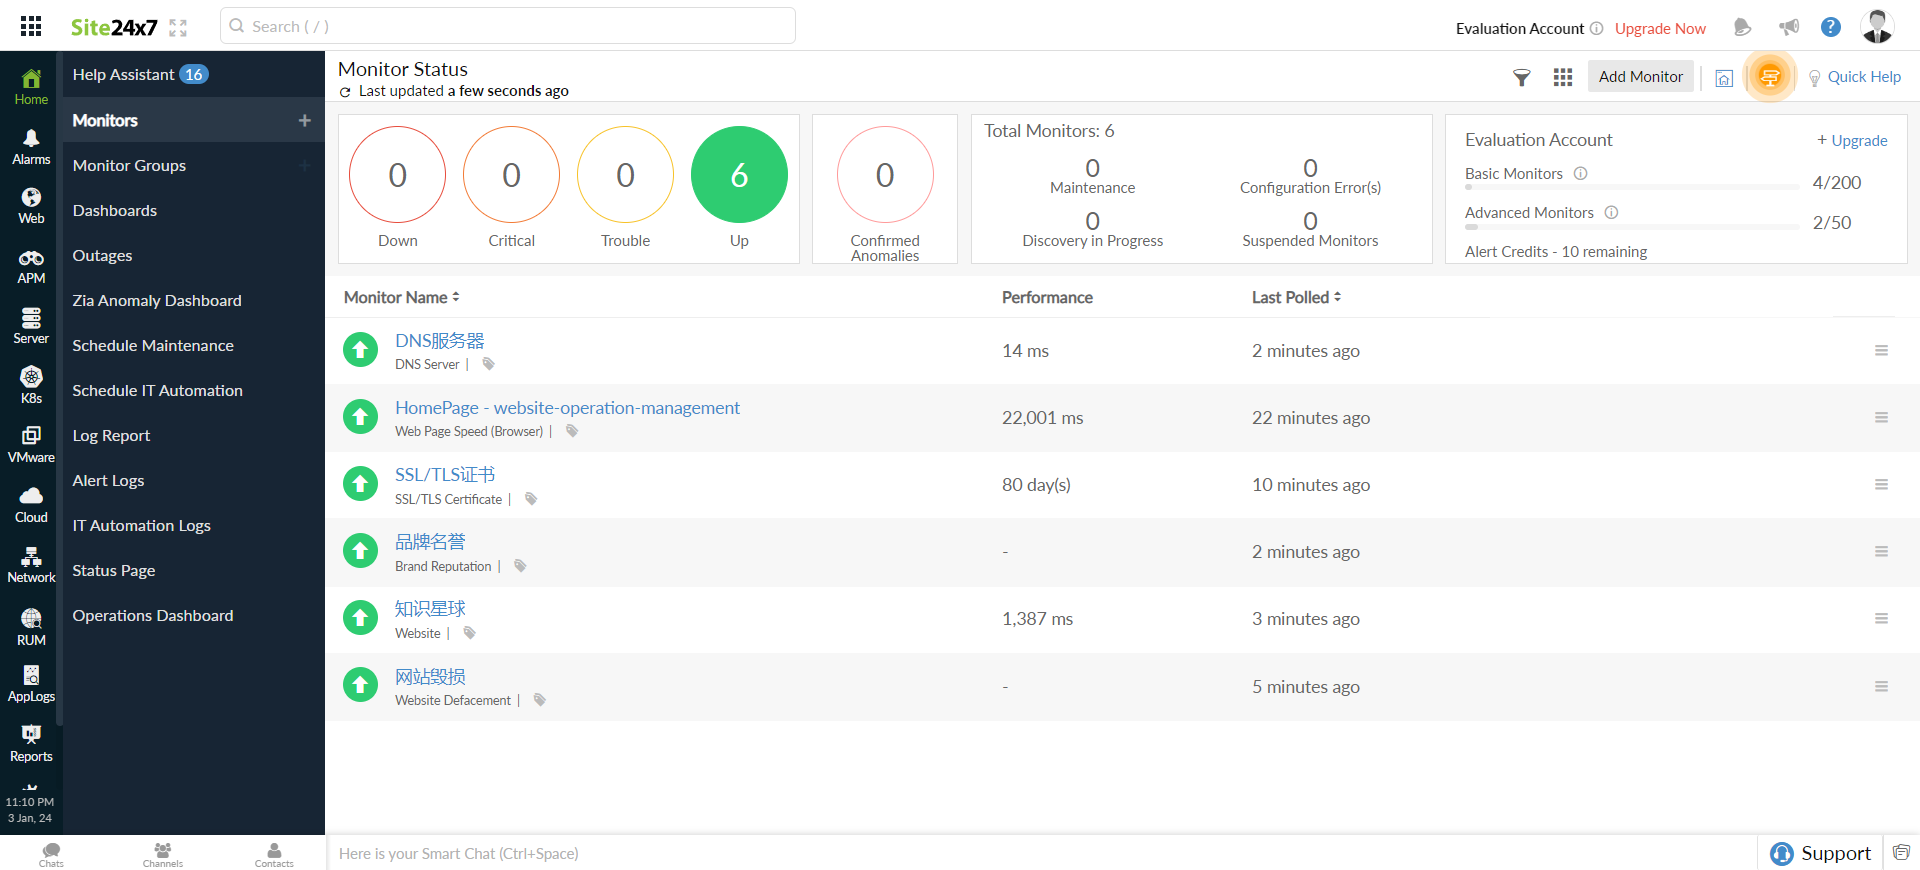 Site24x7
Search ( / )
Evaluation Account
Upgrade Now
?
Home
Alarms
Web
APM
Server
K8s
VMware
Cloud
Network
RUM
AppLogs
Reports
11:10 PM
3 Jan, 24
Help Assistant 16
Monitors +
Monitor Groups +
Dashboards
Outages
Zia Anomaly Dashboard
Schedule Maintenance
Schedule IT Automation
Log Report
Alert Logs
IT Automation Logs
Status Page
Operations Dashboard
Monitor Status
Last updated a few seconds ago
Add Monitor
Quick Help
0
Down
0
Critical
0
Trouble
6
Up
0
Confirmed
Anomalies
Total Monitors: 6
0
Maintenance
0
Configuration Error(s)
0
Discovery in Progress
0
Suspended Monitors
Evaluation Account
+ Upgrade
Basic Monitors
4/200
Advanced Monitors
2/50
Alert Credits - 10 remaining
Monitor Name Performance Last Polled
DNS服务器
DNS Server |
14 ms
2 minutes ago
HomePage - website-operation-management
Web Page Speed (Browser) |
22,001 ms
22 minutes ago
SSL/TLS证书
SSL/TLS Certificate |
80 day(s)
10 minutes ago
品牌名誉
Brand Reputation |
-
2 minutes ago
知识星球
Website |
1,387 ms
3 minutes ago
网站毁损
Website Defacement |
-
5 minutes ago
Chats
Channels
Contacts
Here is your Smart Chat (Ctrl+Space)
Support